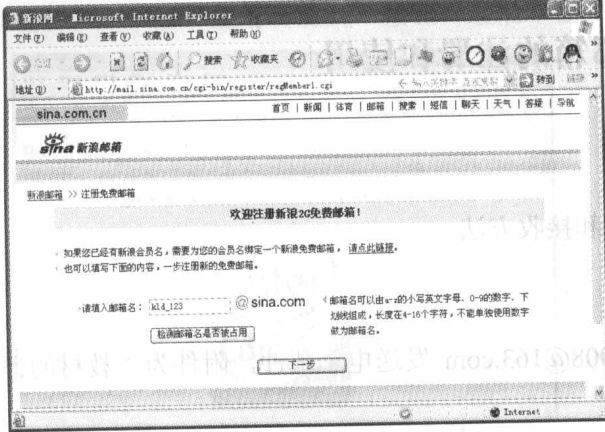 新浪网 - Microsoft Internet Explorer
文件(F) 编辑(E) 查看(V) 收藏(A) 工具(T) 帮助(H)
搜索 收藏夹
地址(D) http://mail.sina.com.cn/cgi-bin/register/regMember1.cgi 转到 链接 »
sina.com.cn 首页 | 新闻 | 体育 | 邮箱 | 搜索 | 短信 | 聊天 | 天气 | 答疑 | 导航
sina 新浪邮箱
新浪邮箱 >> 注册免费邮箱
欢迎注册新浪2G免费邮箱!
如果您已经有新浪会员名,需要为您的会员名绑定一个新浪免费邮箱, 请点此链接。
也可以填写下面的内容,一步注册新的免费邮箱。
请填入邮箱名: kld_123 @sina.com
(邮箱名可以由a-z的小写英文字母、0-9的数字、下
划线组成,长度在4-16个字符,不能单独使用数字
做为邮箱名。
检测邮箱名是否被占用
下一步
Internet